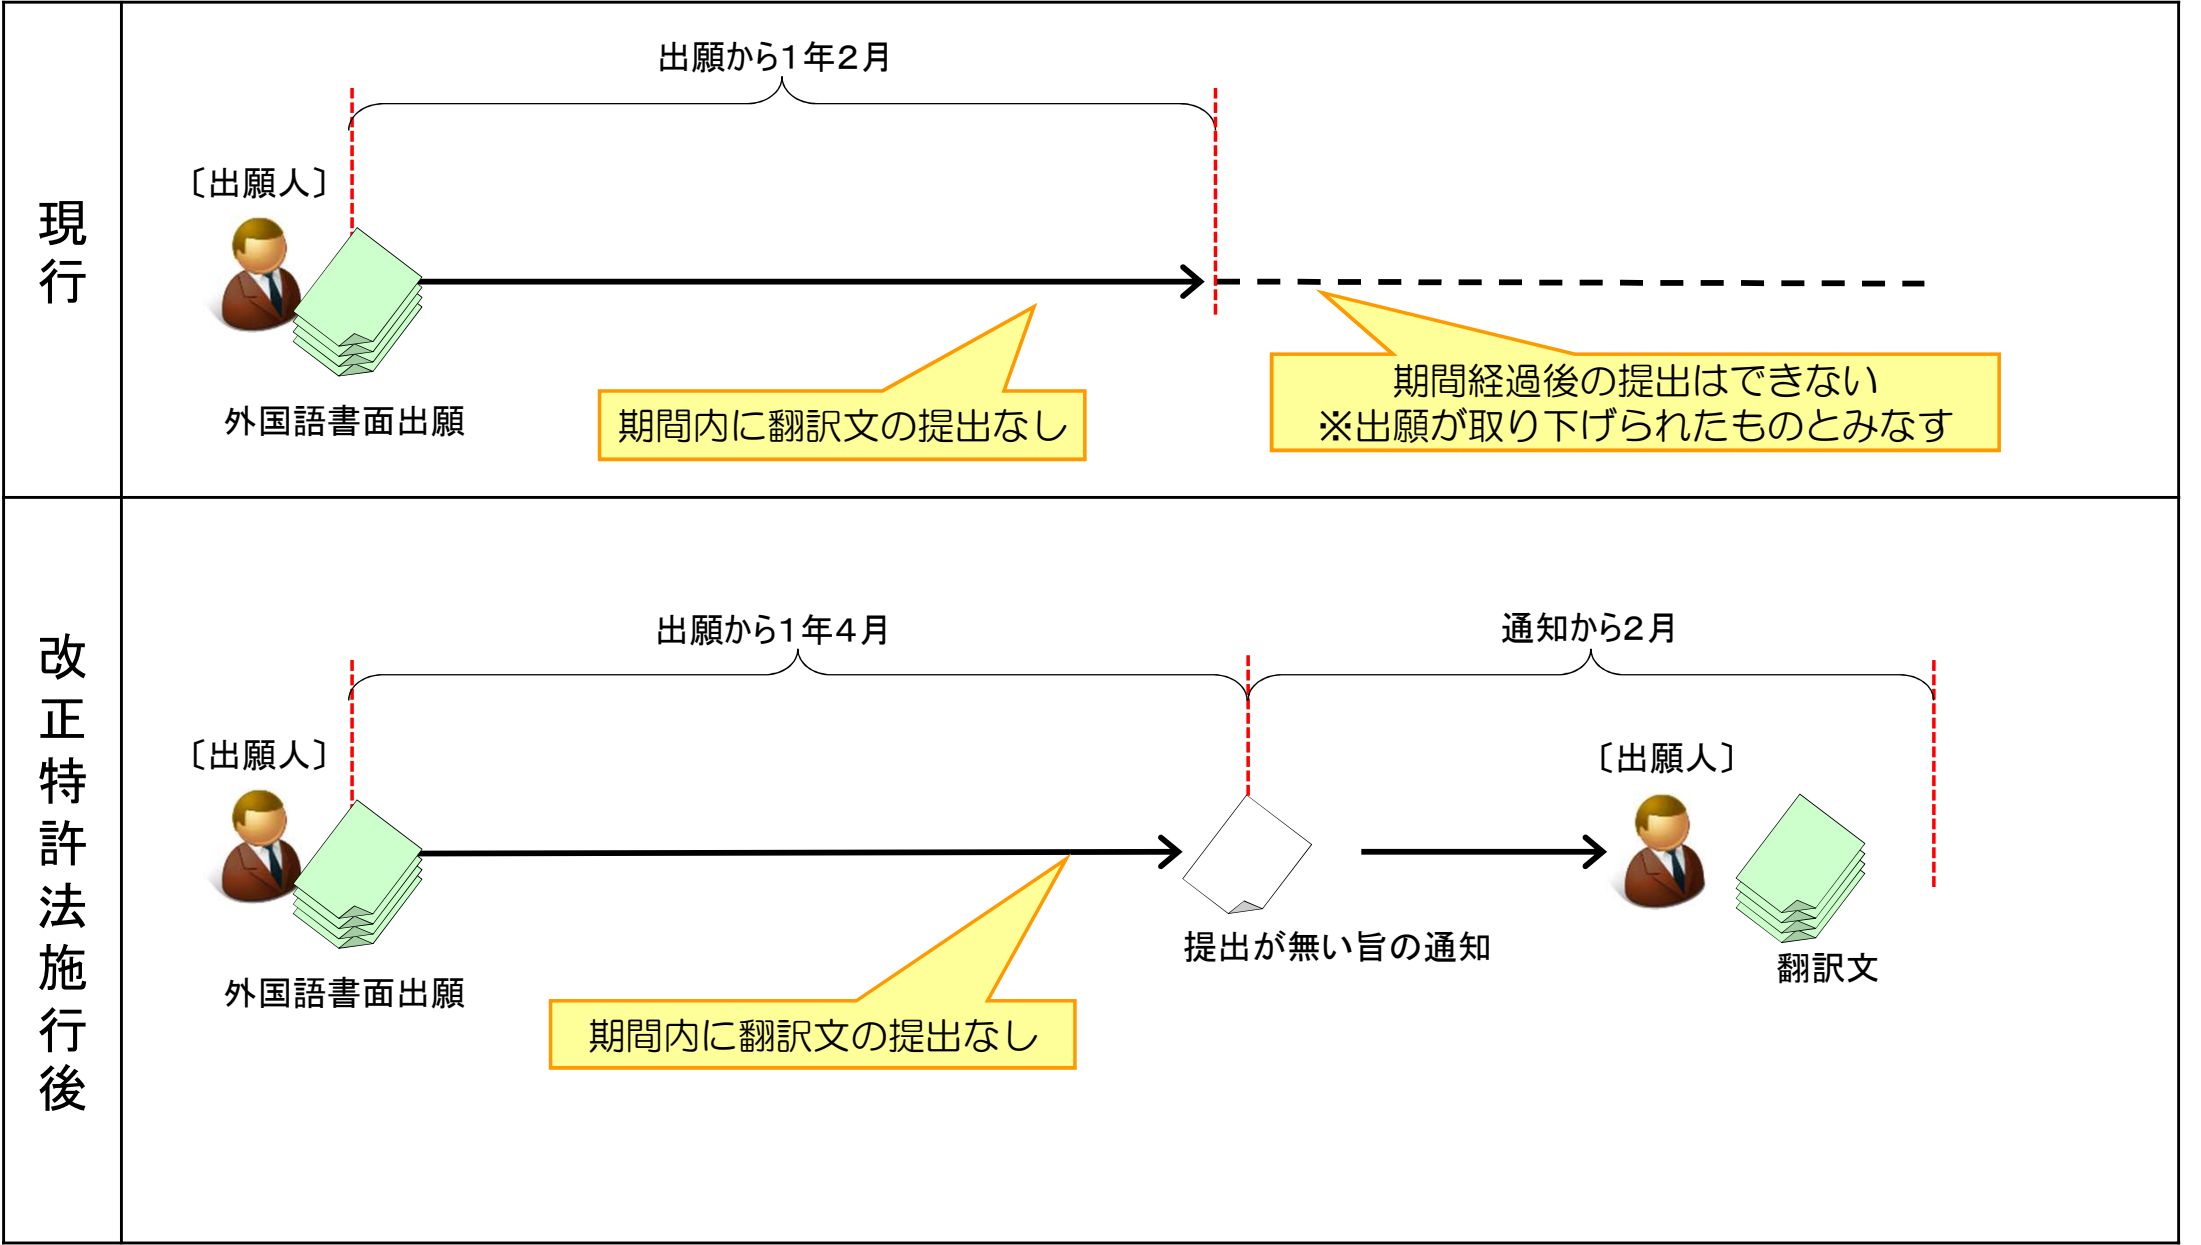 現行
出願から1年2月
〔出願人〕
外国語書面出願
期間内に翻訳文の提出なし
期間経過後の提出はできない
※出願が取り下げられたものとみなす
改正特許法施行後
出願から1年4月
通知から2月
〔出願人〕
〔出願人〕
外国語書面出願
提出が無い旨の通知
翻訳文
期間内に翻訳文の提出なし